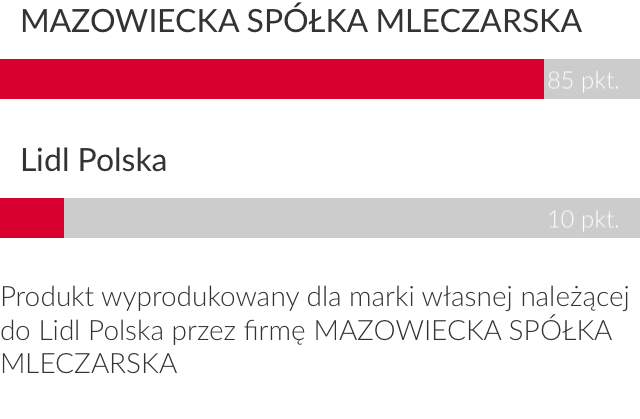 MAZOWIECKA SPÓŁKA MLECZARSKA
85 pkt.
Lidl Polska
10 pkt.
Produkt wyprodukowany dla marki własnej należącej
do Lidl Polska przez firmę MAZOWIECKA SPÓŁKA
MLECZARSKA